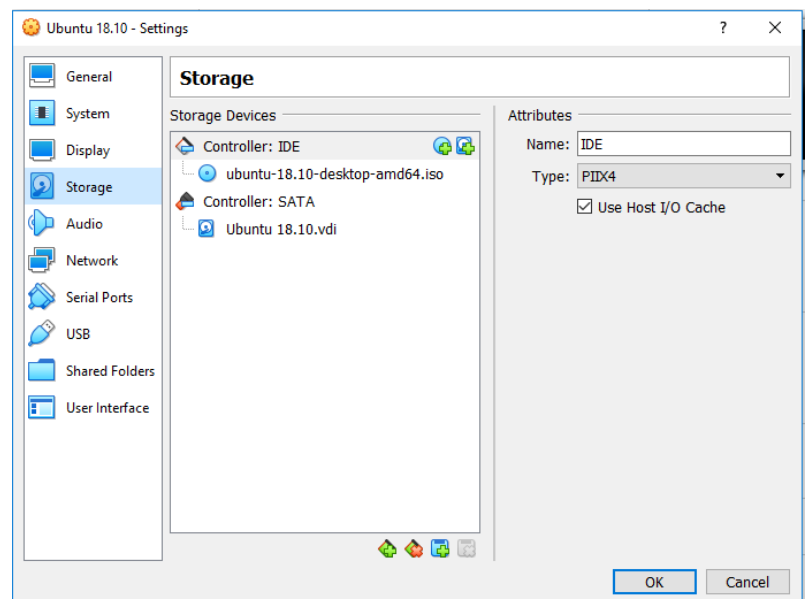 Ubuntu 18.10 - Settings
?
General
System
Display
Storage
Audio
Network
Serial Ports
USB
Shared Folders
User Interface
Storage
Storage Devices
Controller: IDE
ubuntu-18.10-desktop-amd64.iso
Controller: SATA
Ubuntu 18.10.vdi
Attributes
Name: IDE
Type: PIIX4
Use Host I/O Cache
OK
Cancel